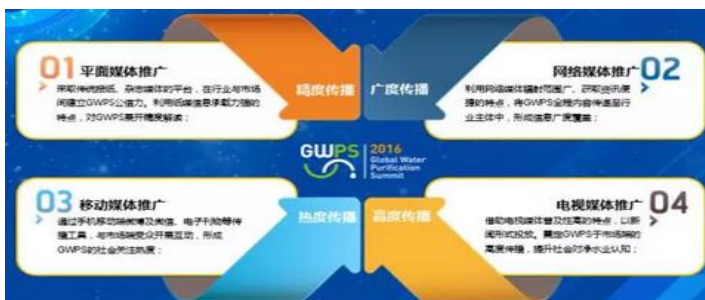 01 平面媒体推广
采取传统报纸、杂志媒体的平台，在行业与市场
间建立GWPS公信力。利用纸媒信息承载力强的
特点，对GWPS展开精度解读；
精度传播
广度传播
网络媒体推广 02
利用网络媒体辐射范围广、获取资讯便
捷的特点，将GWPS全程内容传递至行
业主体中，形成信息广度覆盖；
GWPS 2016
Global Water
Purification
Summit
03 移动媒体推广
通过手机移动端微博及微信、电子刊物等传
播工具，与市场端受众开展互动，形成
GWPS的社会关注热度；
热度传播
高度传播
电视媒体推广 04
借助电视媒体普及性高的特点，以新
闻形式投放。奠定GWPS于市场端的
高度传播，提升社会对净水业认知；